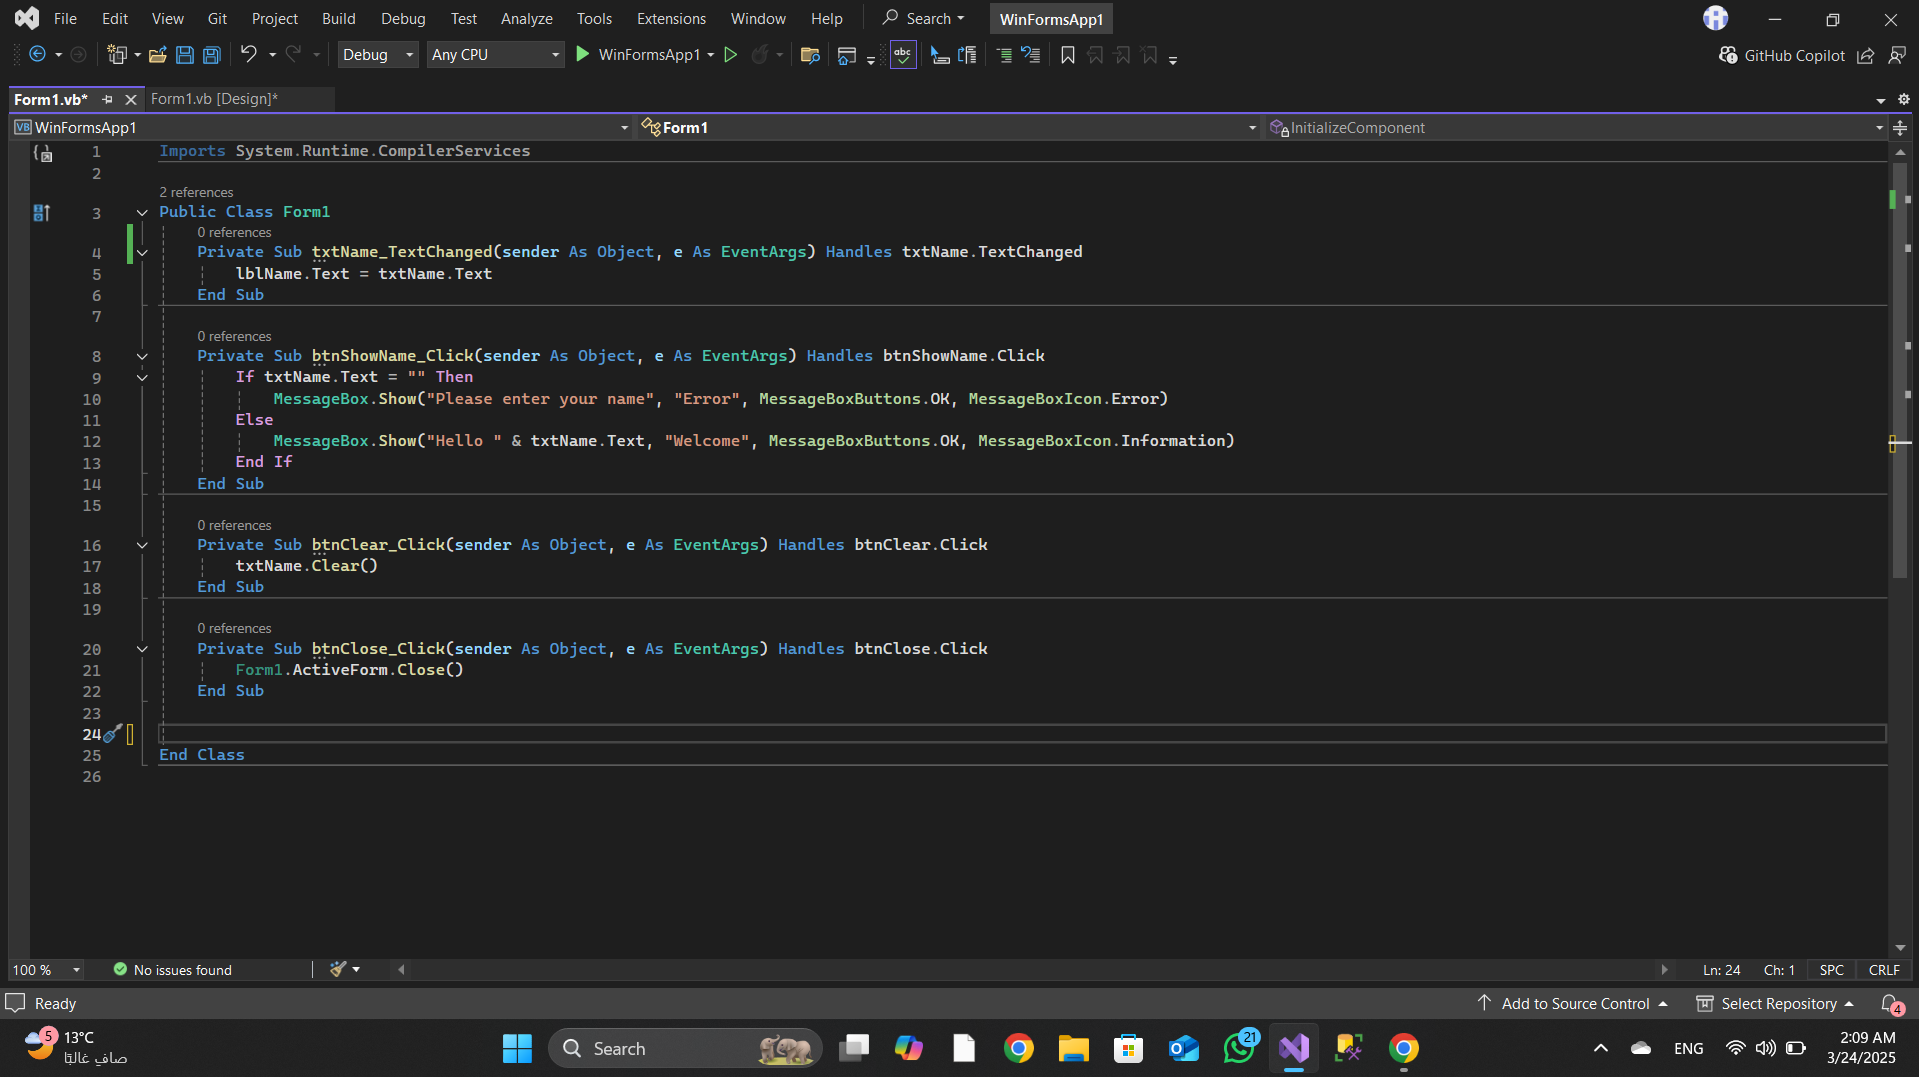 File Edit View Git Project Build Debug Test Analyze Tools Extensions Window Help Search WinFormsApp1
Debug Any CPU WinFormsApp1 abc GitHub Copilot
Form1.vb* Form1.vb [Design]*
VB WinFormsApp1 Form1 InitializeComponent
1 Imports System.Runtime.CompilerServices
2
2 references
3 Public Class Form1
0 references
4 Private Sub txtName_TextChanged(sender As Object, e As EventArgs) Handles txtName.TextChanged
5 lblName.Text = txtName.Text
6 End Sub
7
0 references
8 Private Sub btnShowName_Click(sender As Object, e As EventArgs) Handles btnShowName.Click
9 If txtName.Text = "" Then
10 MessageBox.Show("Please enter your name", "Error", MessageBoxButtons.OK, MessageBoxIcon.Error)
11 Else
12 MessageBox.Show("Hello " & txtName.Text, "Welcome", MessageBoxButtons.OK, MessageBoxIcon.Information)
13 End If
14 End Sub
15
0 references
16 Private Sub btnClear_Click(sender As Object, e As EventArgs) Handles btnClear.Click
17 txtName.Clear()
18 End Sub
19
0 references
20 Private Sub btnClose_Click(sender As Object, e As EventArgs) Handles btnClose.Click
21 Form1.ActiveForm.Close()
22 End Sub
23
24
25 End Class
26
100 % No issues found Ln: 24 Ch: 1 SPC CRLF
Ready Add to Source Control Select Repository 4
5 13°C
صافٍ غالبًا
Search 21 ENG
2:09 AM
3/24/2025